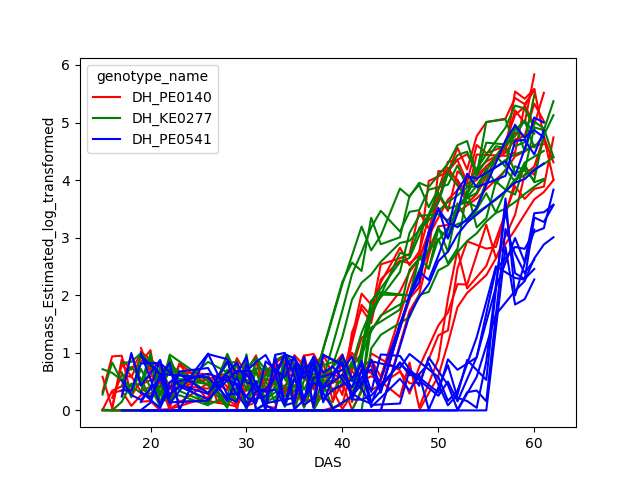 genotype_name
DH_PE0140
DH_KE0277
DH_PE0541
Biomass_Estimated_log_transformed
6
5
4
3
2
1
0
20 30 40 50 60
DAS